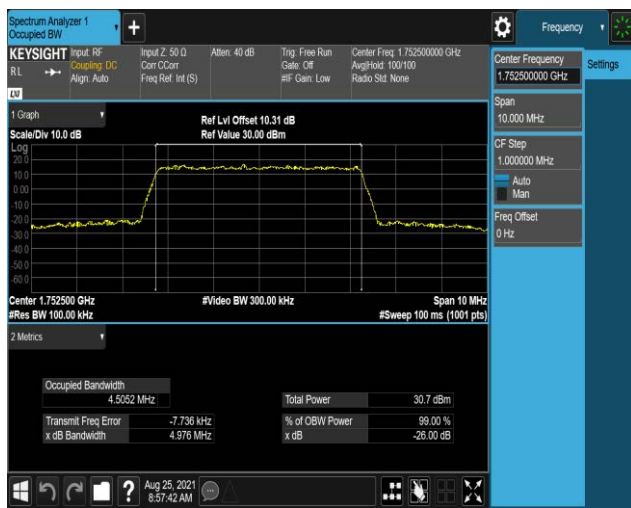 Spectrum Analyzer 1
Occupied BW
+
Frequency
KEYSIGHT
RL
LXI
Input: RF
Coupling: DC
Align: Auto
Input Z: 50 Ω
Corr CCorr
Freq Ref: Int (S)
Atten: 40 dB
Trig: Free Run
Gate: Off
#IF Gain: Low
Center Freq: 1.752500000 GHz
Avg|Hold: 100/100
Radio Std: None
Center Frequency
1.752500000 GHz
Settings
Span
10.000 MHz
CF Step
1.000000 MHz
Auto
Man
Freq Offset
0 Hz
1 Graph
Scale/Div 10.0 dB
Ref Lvl Offset 10.31 dB
Ref Value 30.00 dBm
Log
20.0
10.0
0.00
-10.0
-20.0
-30.0
-40.0
-50.0
-60.0
Center 1.752500 GHz
#Video BW 300.00 kHz
Span 10 MHz
#Res BW 100.00 kHz
#Sweep 100 ms (1001 pts)
2 Metrics
Occupied Bandwidth
4.5052 MHz
Total Power 30.7 dBm
Transmit Freq Error -7.736 kHz
% of OBW Power 99.00 %
x dB Bandwidth 4.976 MHz
x dB -26.00 dB
?
Aug 25, 2021
8:57:42 AM